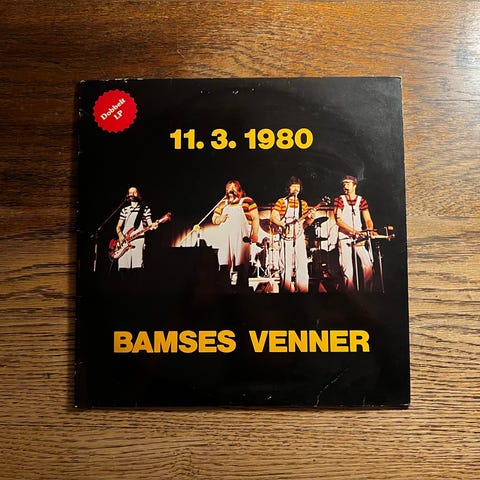 Dobbelt
LP
11. 3. 1980
BAMSES VENNER